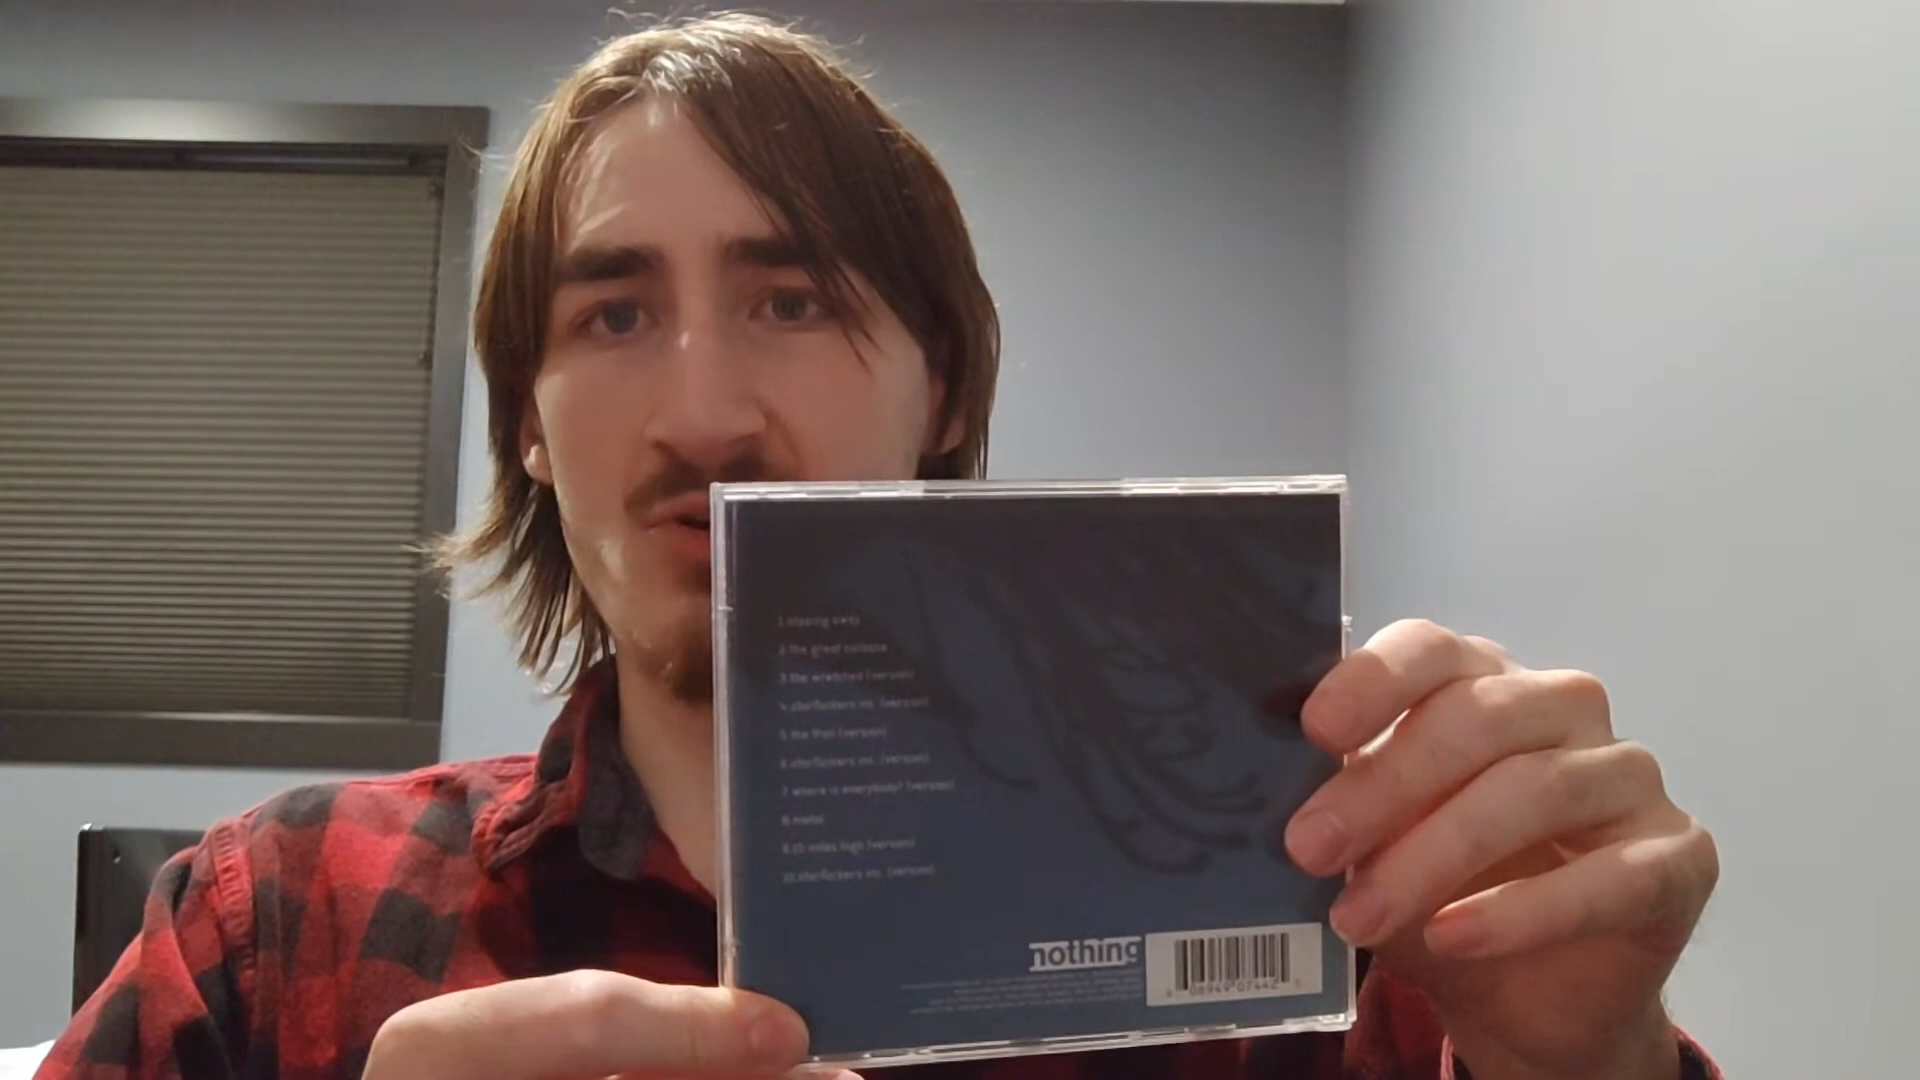 1 slipping away
2 the great collapse
3 the wretched (version)
4 starfuckers inc. (version)
5 the frail (version)
6 starfuckers inc. (version)
7 where is everybody? (version)
8 metal
9 10 miles high (version)
10 starfuckers inc. (version)
nothing
06949 07442